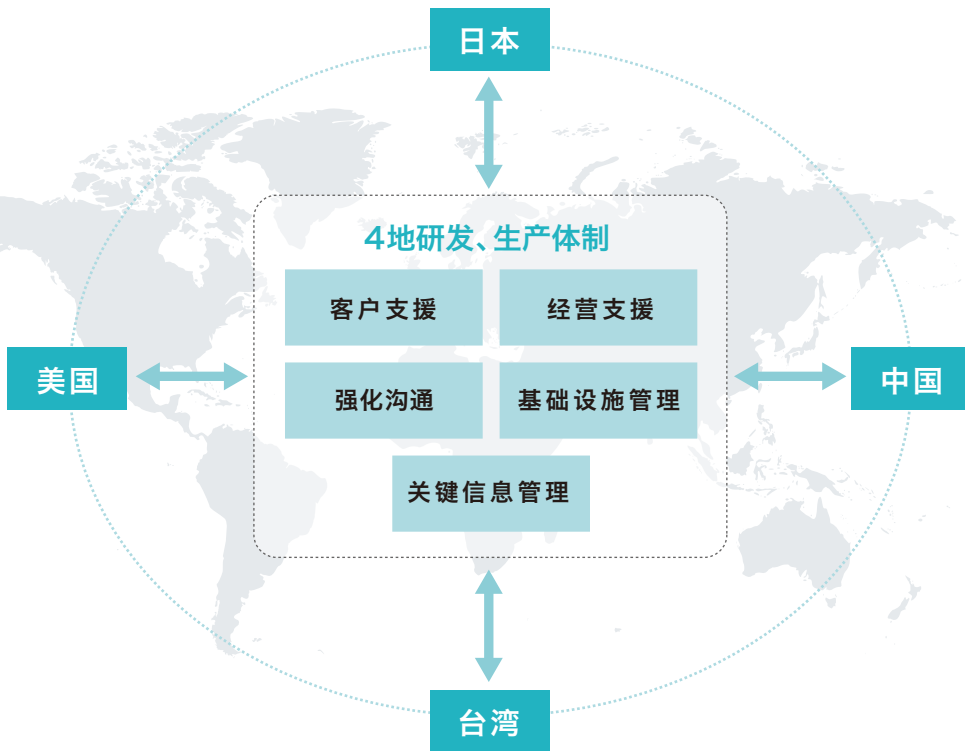 日本
4地研发、生产体制
客户支援
经营支援
美国
中国
强化沟通
基础设施管理
关键信息管理
台湾